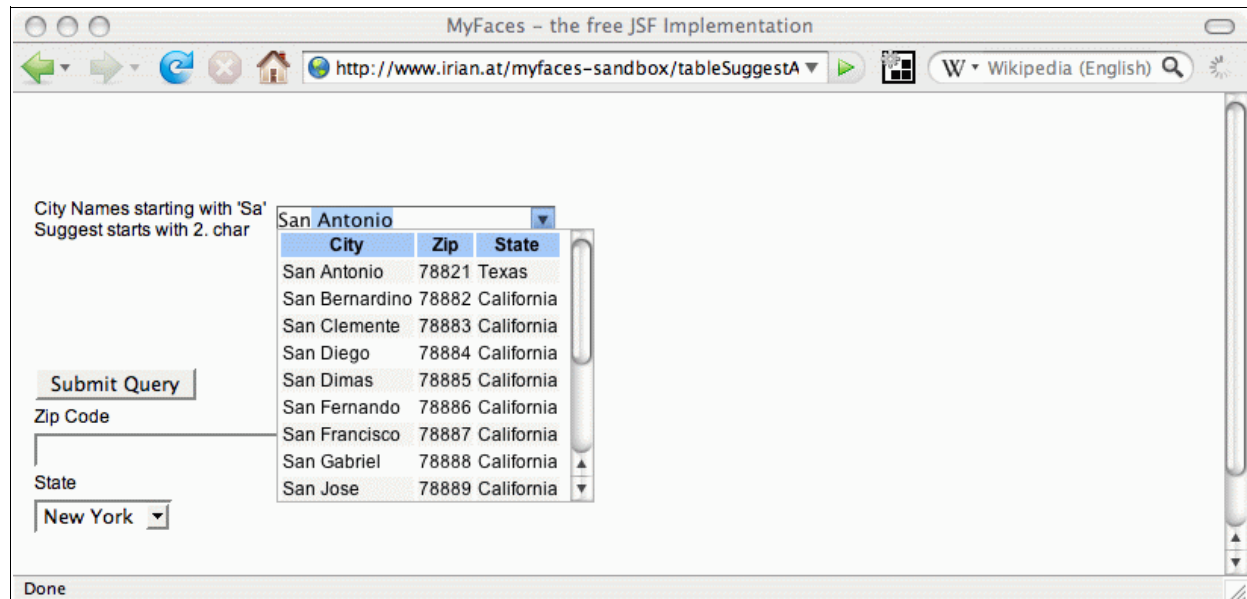 MyFaces – the free JSF Implementation
http://www.irian.at/myfaces-sandbox/tableSuggestA
W Wikipedia (English)
City Names starting with 'Sa'
Suggest starts with 2. char
San Antonio
City Zip State
San Antonio 78821 Texas
San Bernardino 78882 California
San Clemente 78883 California
San Diego 78884 California
San Dimas 78885 California
San Fernando 78886 California
San Francisco 78887 California
San Gabriel 78888 California
San Jose 78889 California
Submit Query
Zip Code
State
New York
Done